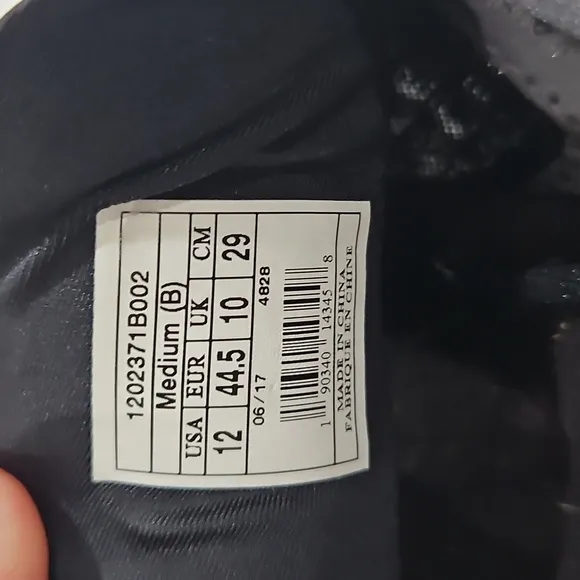 1202371B002
Medium (B)
USA EUR UK CM
12 44.5 10 29
06/17 4828
1 90340 14345 8
MADE IN CHINA
FABRIQUE EN CHINE